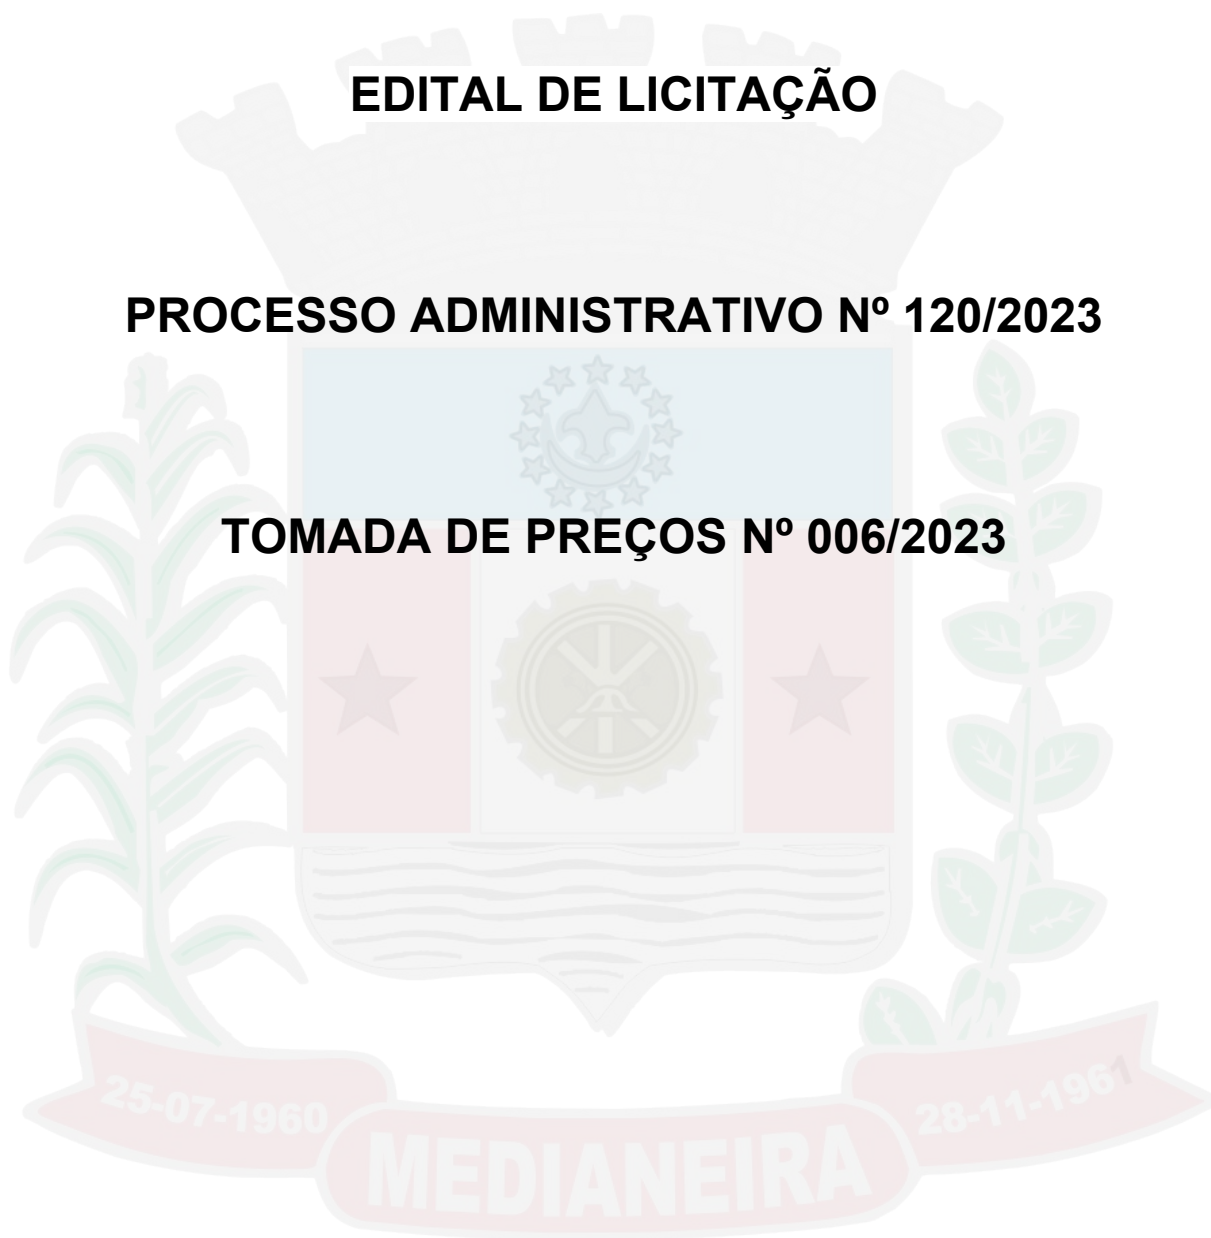 EDITAL DE LICITAÇÃO
PROCESSO ADMINISTRATIVO Nº 120/2023
TOMADA DE PREÇOS Nº 006/2023
25-07-1960
28-11-1961
MEDIANEIRA